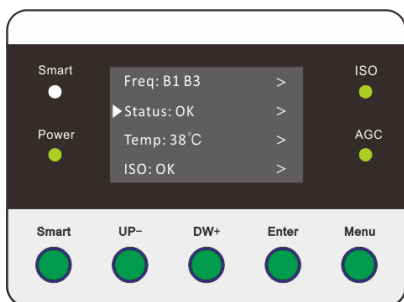 Smart
ISO
Power
AGC
Freq: B1 B3 >
Status: OK >
Temp: 38℃ >
ISO: OK >
Smart UP− DW+ Enter Menu